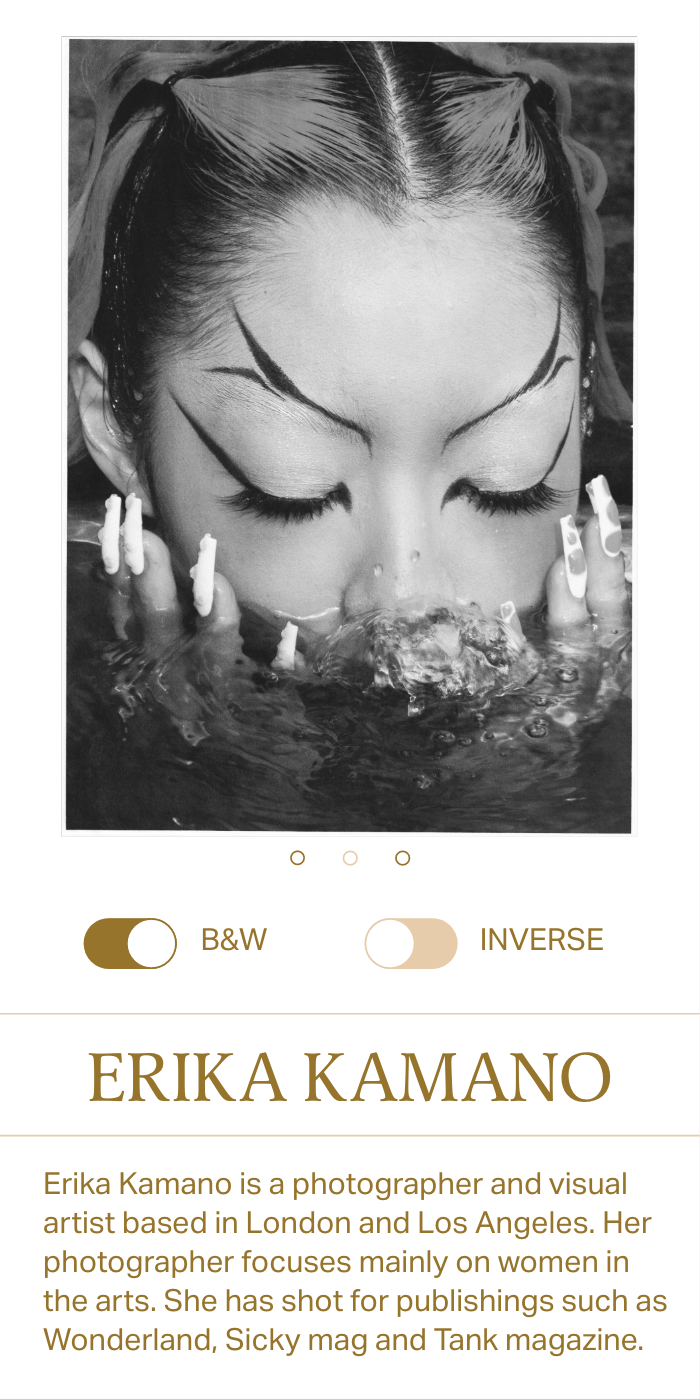 B&W
INVERSE
ERIKA KAMANO
Erika Kamano is a photographer and visual
artist based in London and Los Angeles. Her
photographer focuses mainly on women in
the arts. She has shot for publishings such as
Wonderland, Sicky mag and Tank magazine.